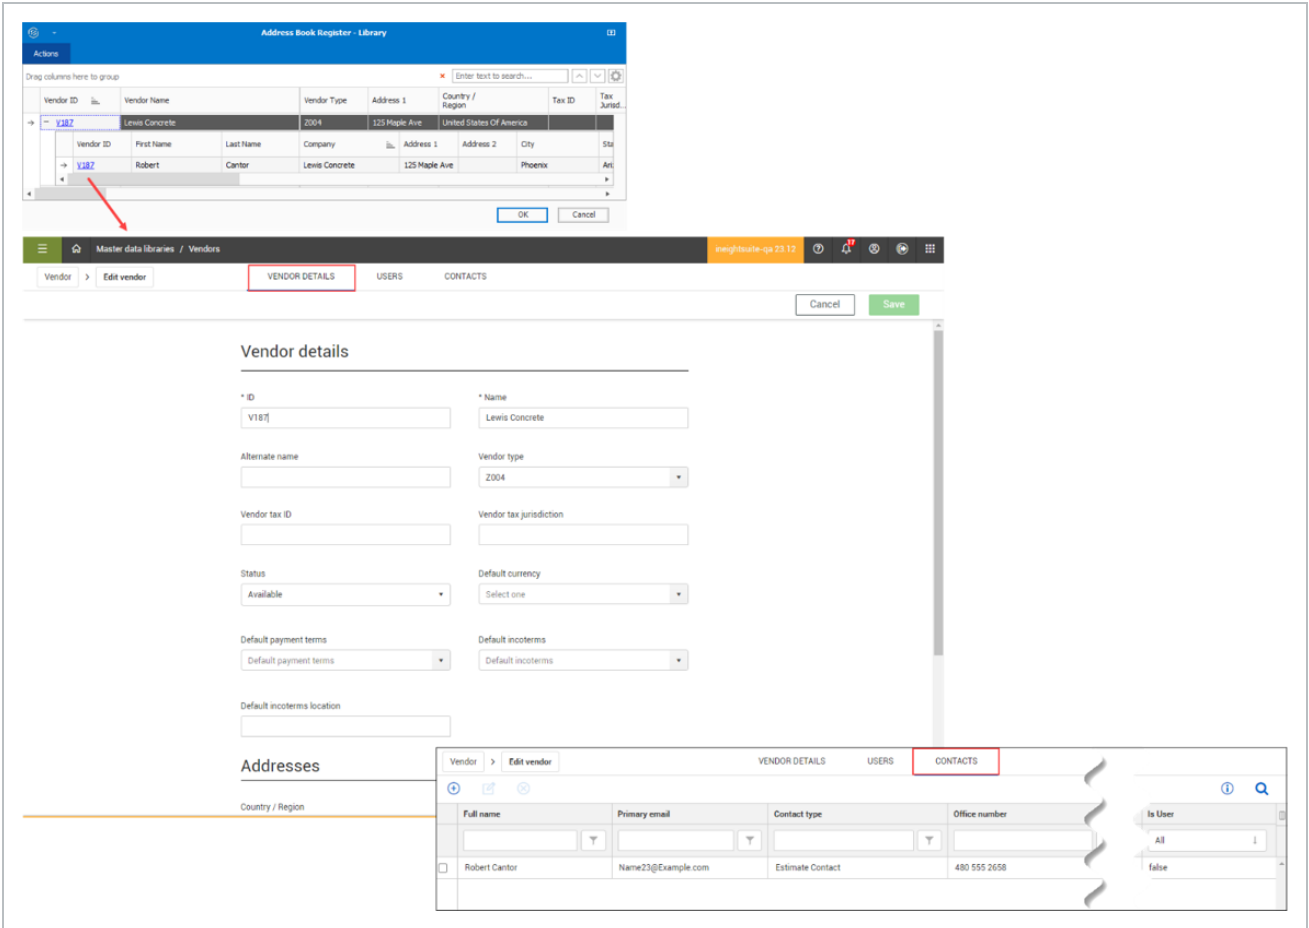 Address Book Register - Library
Actions
Drag columns here to group
Enter text to search....
Vendor ID Vendor Name Vendor Type Address 1 Country / Region Tax ID Tax Jurisd...
V187 Lewis Concrete Z004 125 Maple Ave United States Of America
Vendor ID First Name Last Name Company Address 1 Address 2 City Sta
V187 Robert Cantor Lewis Concrete 125 Maple Ave Phoenix Ari
OK Cancel
Master data libraries / Vendors ineightsuite-qa 23.12 17
Vendor > Edit vendor VENDOR DETAILS USERS CONTACTS
Cancel Save
Vendor details
* ID * Name
V187 Lewis Concrete
Alternate name Vendor type
Z004
Vendor tax ID Vendor tax jurisdiction
Status Default currency
Available Select one
Default payment terms Default incoterms
Default payment terms Default incoterms
Default incoterms location
Addresses
Country / Region
Vendor > Edit vendor VENDOR DETAILS USERS CONTACTS
Full name Primary email Contact type Office number Is User
All
Robert Cantor Name23@Example.com Estimate Contact 480 555 2658 false